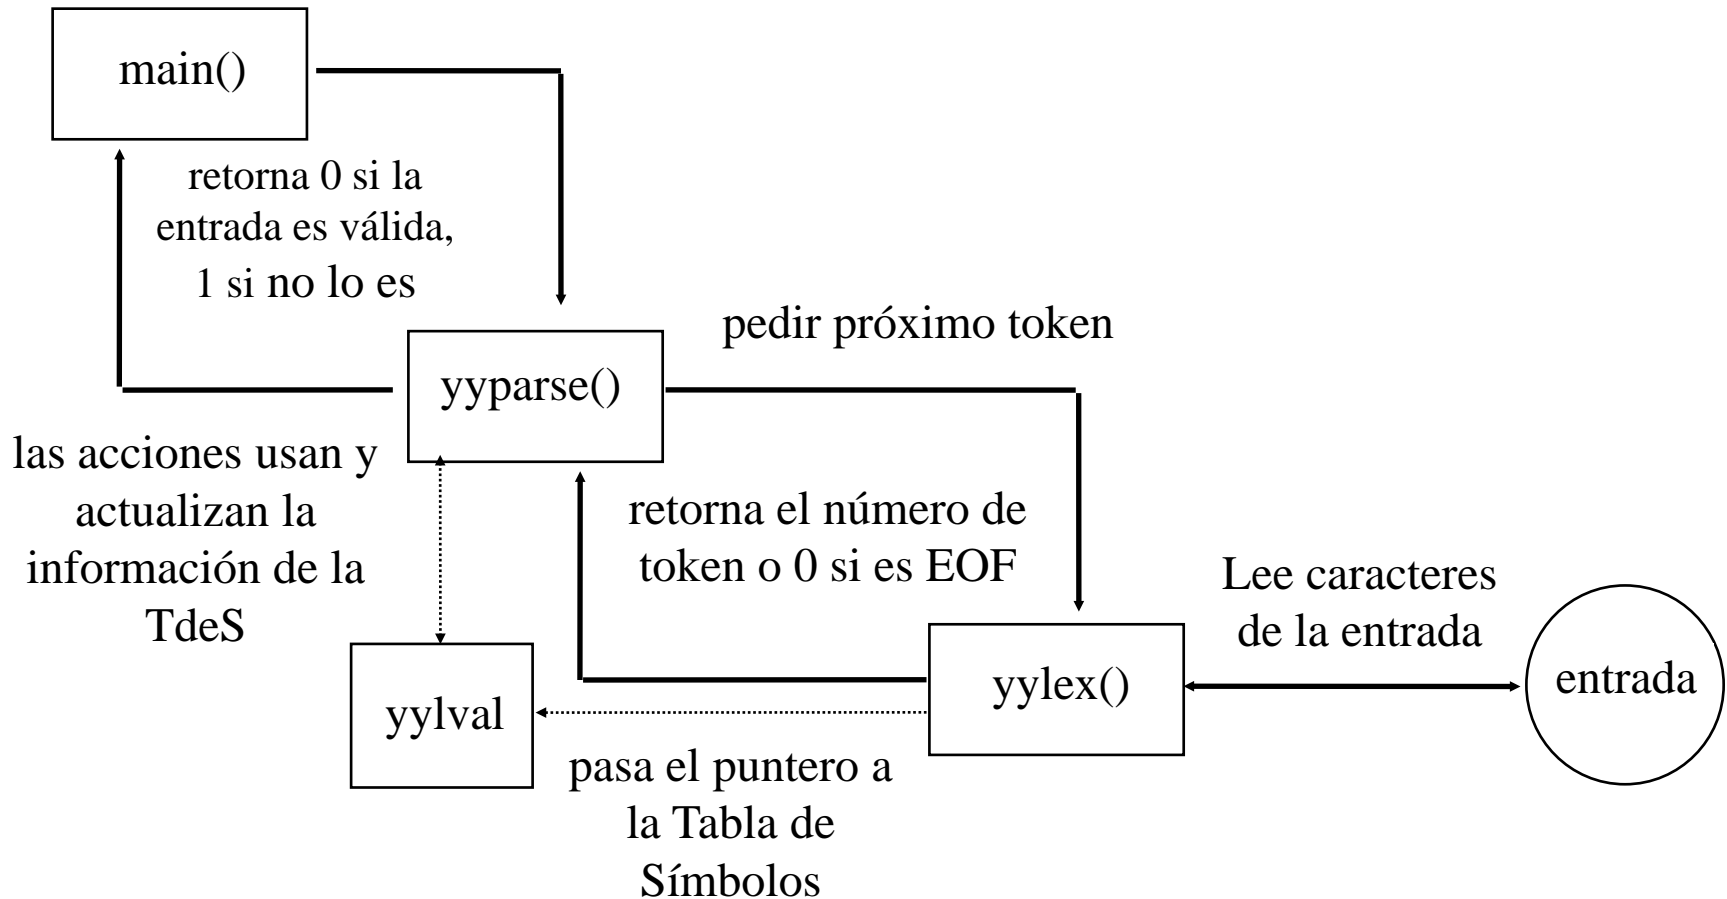 main()
retorna 0 si la
entrada es válida,
1 si no lo es
pedir próximo token
yyparse()
las acciones usan y
actualizan la
información de la
TdeS
retorna el número de
token o 0 si es EOF
Lee caracteres
de la entrada
yylval
yylex()
entrada
pasa el puntero a
la Tabla de
Símbolos